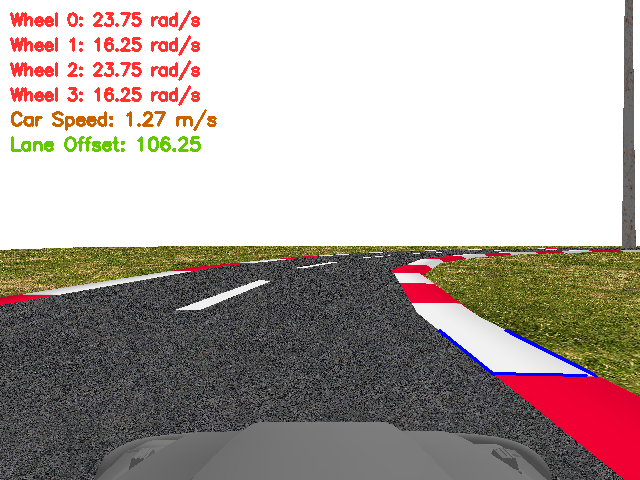 Wheel 0: 23.75 rad/s
Wheel 1: 16.25 rad/s
Wheel 2: 23.75 rad/s
Wheel 3: 16.25 rad/s
Car Speed: 1.27 m/s
Lane Offset: 106.25